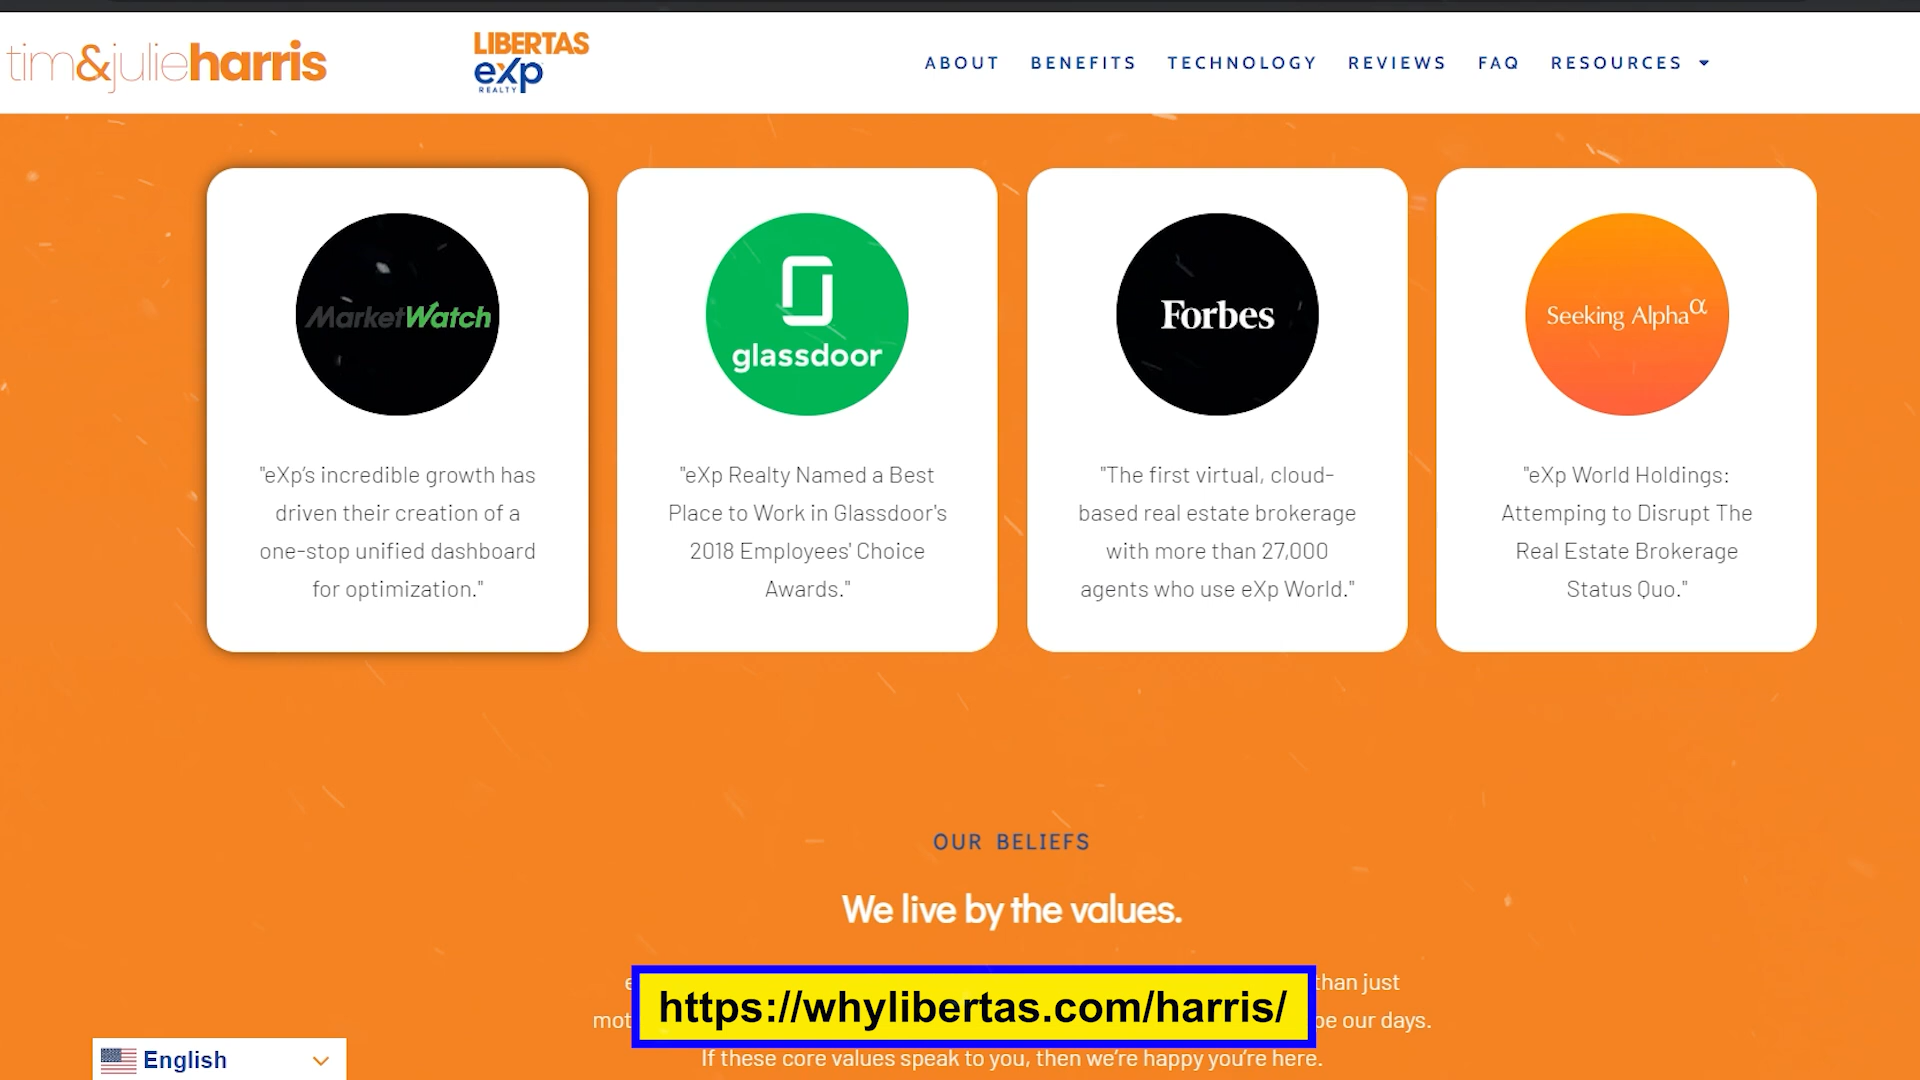 tim&julieharris
LIBERTAS
eXp
REALTY
ABOUT BENEFITS TECHNOLOGY REVIEWS FAQ RESOURCES
MarketWatch
"eXp’s incredible growth has
driven their creation of a
one-stop unified dashboard
for optimization."
glassdoor
"eXp Realty Named a Best
Place to Work in Glassdoor's
2018 Employees' Choice
Awards."
Forbes
"The first virtual, cloud-
based real estate brokerage
with more than 27,000
agents who use eXp World."
Seeking Alpha α
"eXp World Holdings:
Attemping to Disrupt The
Real Estate Brokerage
Status Quo."
OUR BELIEFS
We live by the values.
than just
https://whylibertas.com/harris/
our days.
If these core values speak to you, then we’re happy you’re here.
English